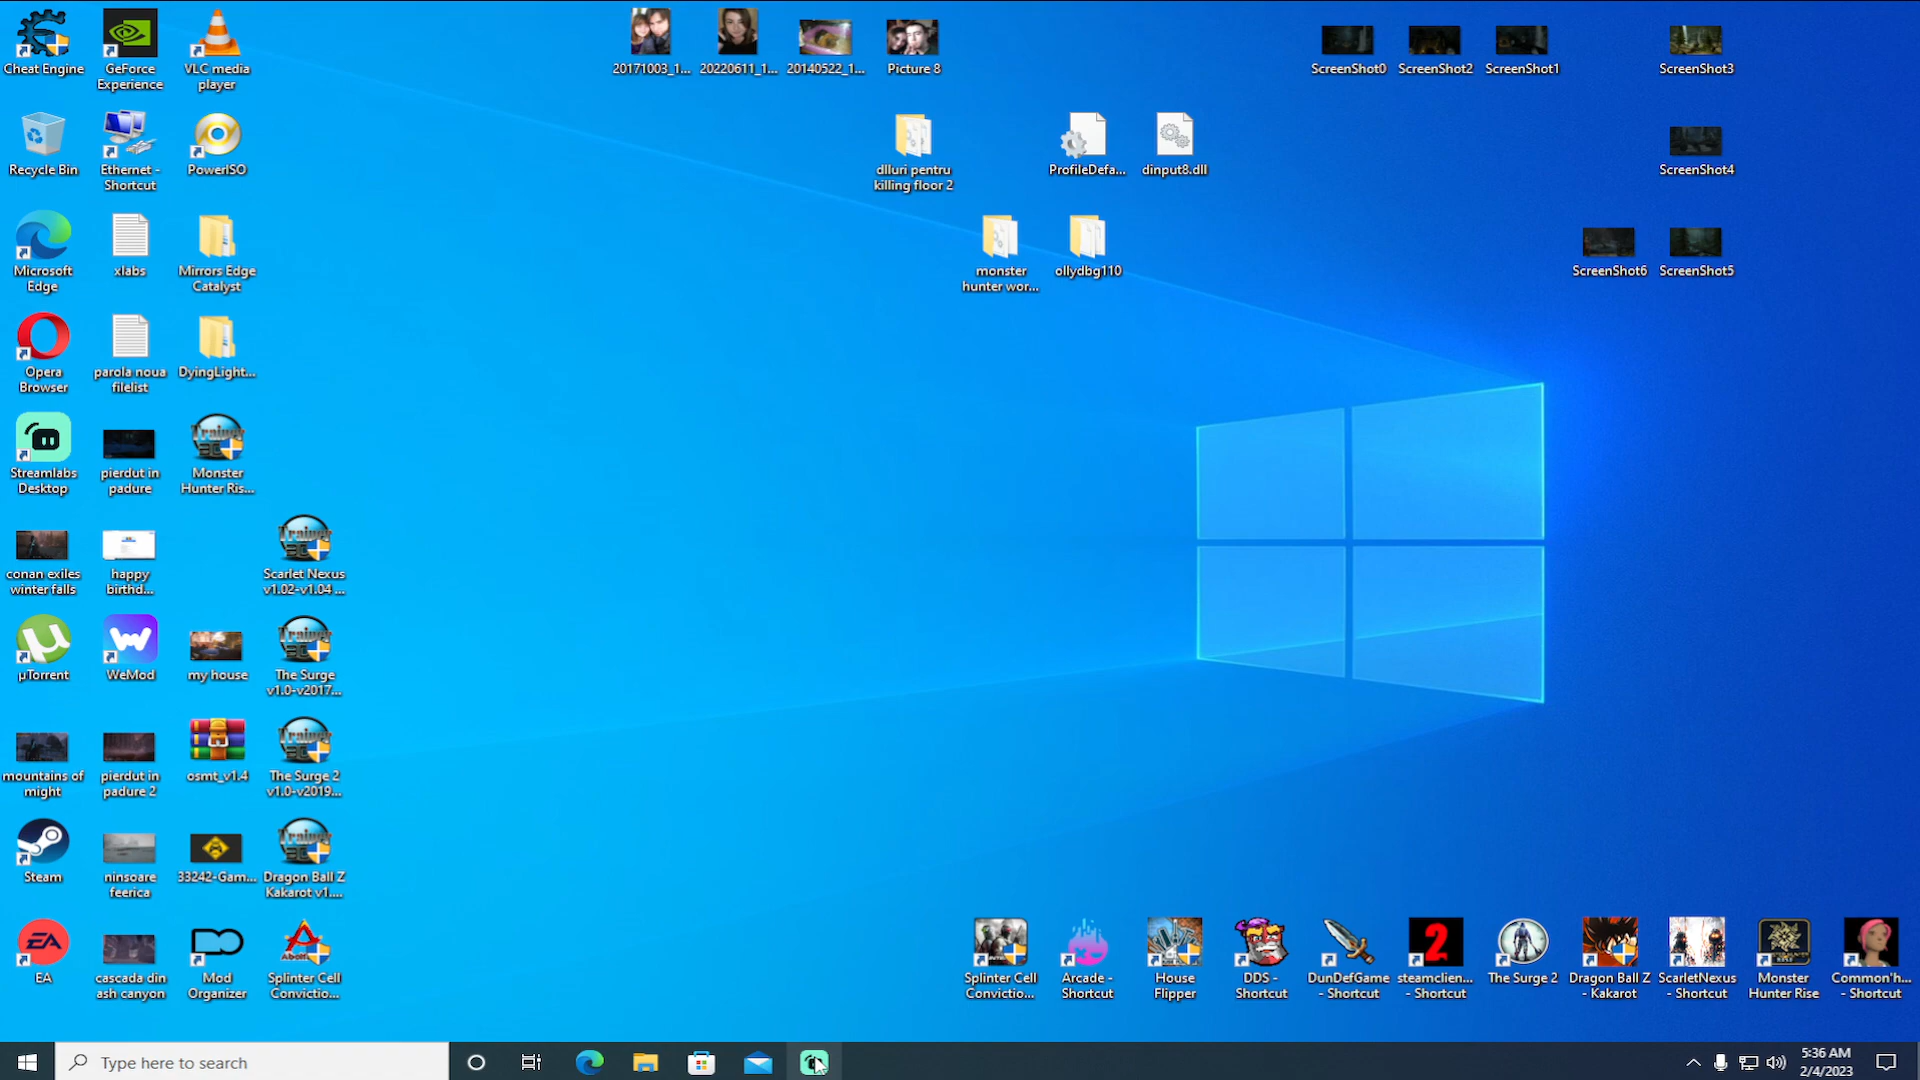 Cheat Engine
GeForce
Experience
VLC media
player
20171003_1...
20220611_1...
20140522_1...
Picture 8
ScreenShot0
ScreenShot2
ScreenShot1
ScreenShot3
Recycle Bin
Ethernet -
Shortcut
PowerISO
dlluri pentru
killing floor 2
ProfileDefa...
dinput8.dll
ScreenShot4
Microsoft
Edge
xlabs
Mirrors Edge
Catalyst
monster
hunter wor...
ollydbg110
ScreenShot6
ScreenShot5
Opera
Browser
parola noua
filelist
DyingLight...
Streamlabs
Desktop
pierdut in
padure
Monster
Hunter Ris...
conan exiles
winter falls
happy
birthd...
Scarlet Nexus
v1.02-v1.04 ...
µTorrent
WeMod
my house
The Surge
v1.0-v2017...
mountains of
might
pierdut in
padure 2
osmt_v1.4
The Surge 2
v1.0-v2019...
Steam
ninsoare
feerica
33242-Gam...
Dragon Ball Z
Kakarot v1....
EA
cascada din
ash canyon
Mod
Organizer
Splinter Cell
Convictio...
Splinter Cell
Convictio...
Arcade -
Shortcut
House
Flipper
DDS -
Shortcut
DunDefGame
- Shortcut
steamclien...
- Shortcut
The Surge 2
Dragon Ball Z
- Kakarot
ScarletNexus
- Shortcut
Monster
Hunter Rise
Common'h...
- Shortcut
Type here to search
5:36 AM
2/4/2023